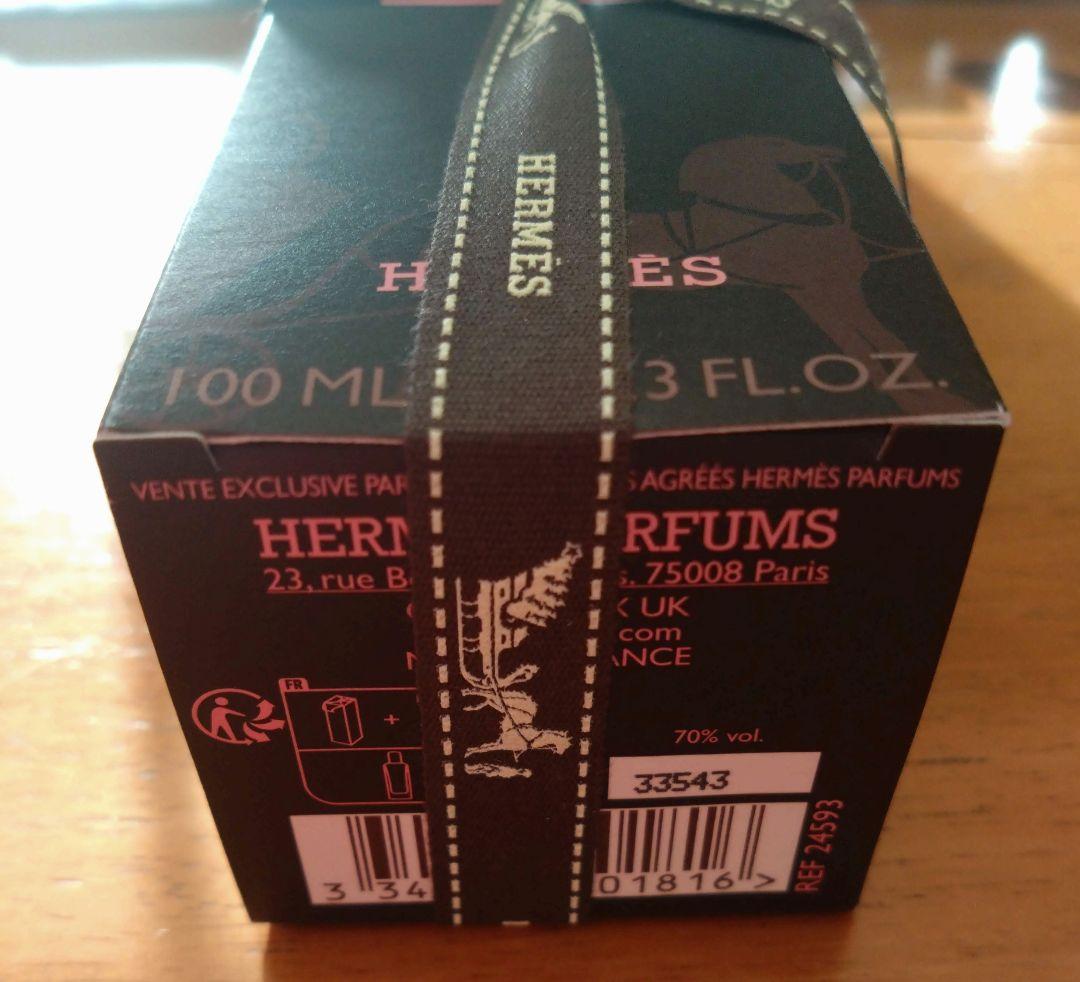 HERMÈS
H ÈS
100 ML 3 FL.OZ.
VENTE EXCLUSIVE PAR S AGRÉÉS HERMÈS PARFUMS
HERM RFUMS
23, rue B s. 75008 Paris
UK
com
ANCE
FR
+
70% vol.
33543
3 34 01816 >
REF 24593